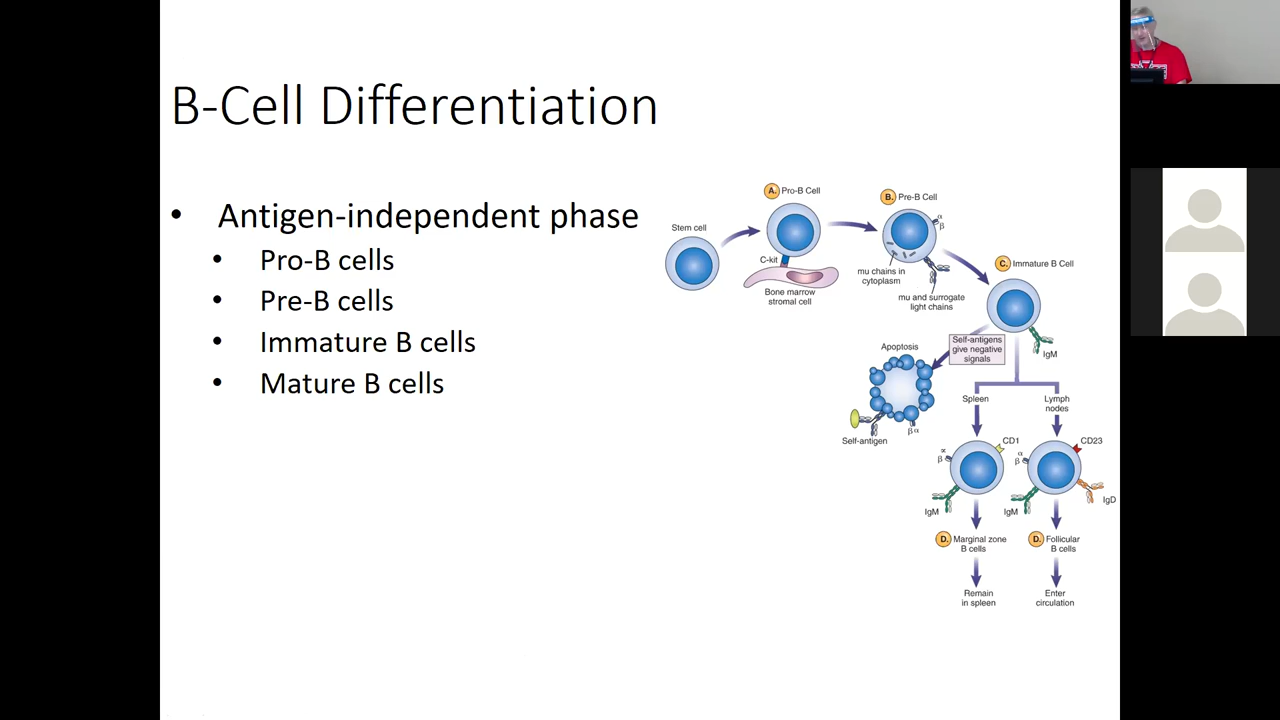 B-Cell Differentiation
• Antigen-independent phase
• Pro-B cells
• Pre-B cells
• Immature B cells
• Mature B cells
Stem cell
A. Pro-B Cell
C-kit
Bone marrow
stromal cell
B. Pre-B Cell
α
β
mu chains in
cytoplasm
mu and surrogate
light chains
C. Immature B Cell
IgM
Self-antigens
give negative
signals
Apoptosis
Self-antigen
β α
Spleen
Lymph
nodes
CD1
α
β
IgM
CD23
α
β
IgM
IgD
D. Marginal zone
B cells
D. Follicular
B cells
Remain
in spleen
Enter
circulation